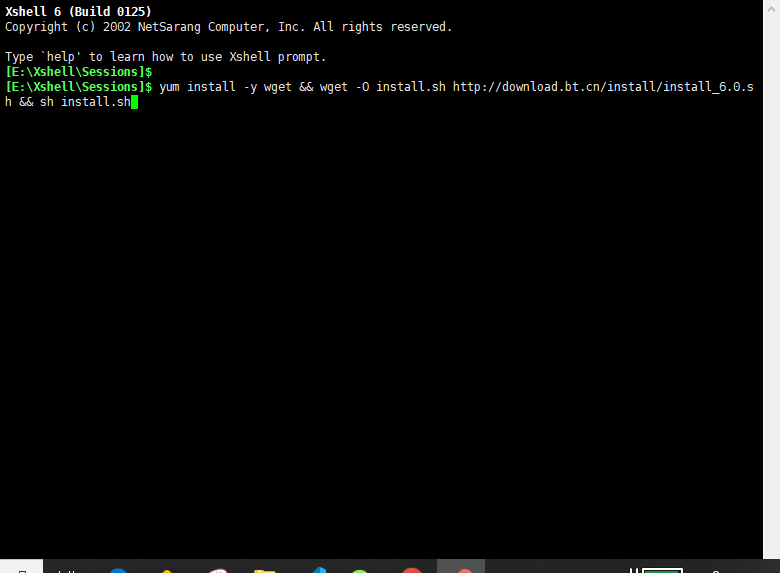 Xshell 6 (Build 0125)
Copyright (c) 2002 NetSarang Computer, Inc. All rights reserved.
Type `help' to learn how to use Xshell prompt.
[E:\Xshell\Sessions]$
[E:\Xshell\Sessions]$ yum install -y wget && wget -O install.sh http://download.bt.cn/install/install_6.0.s
h && sh install.sh